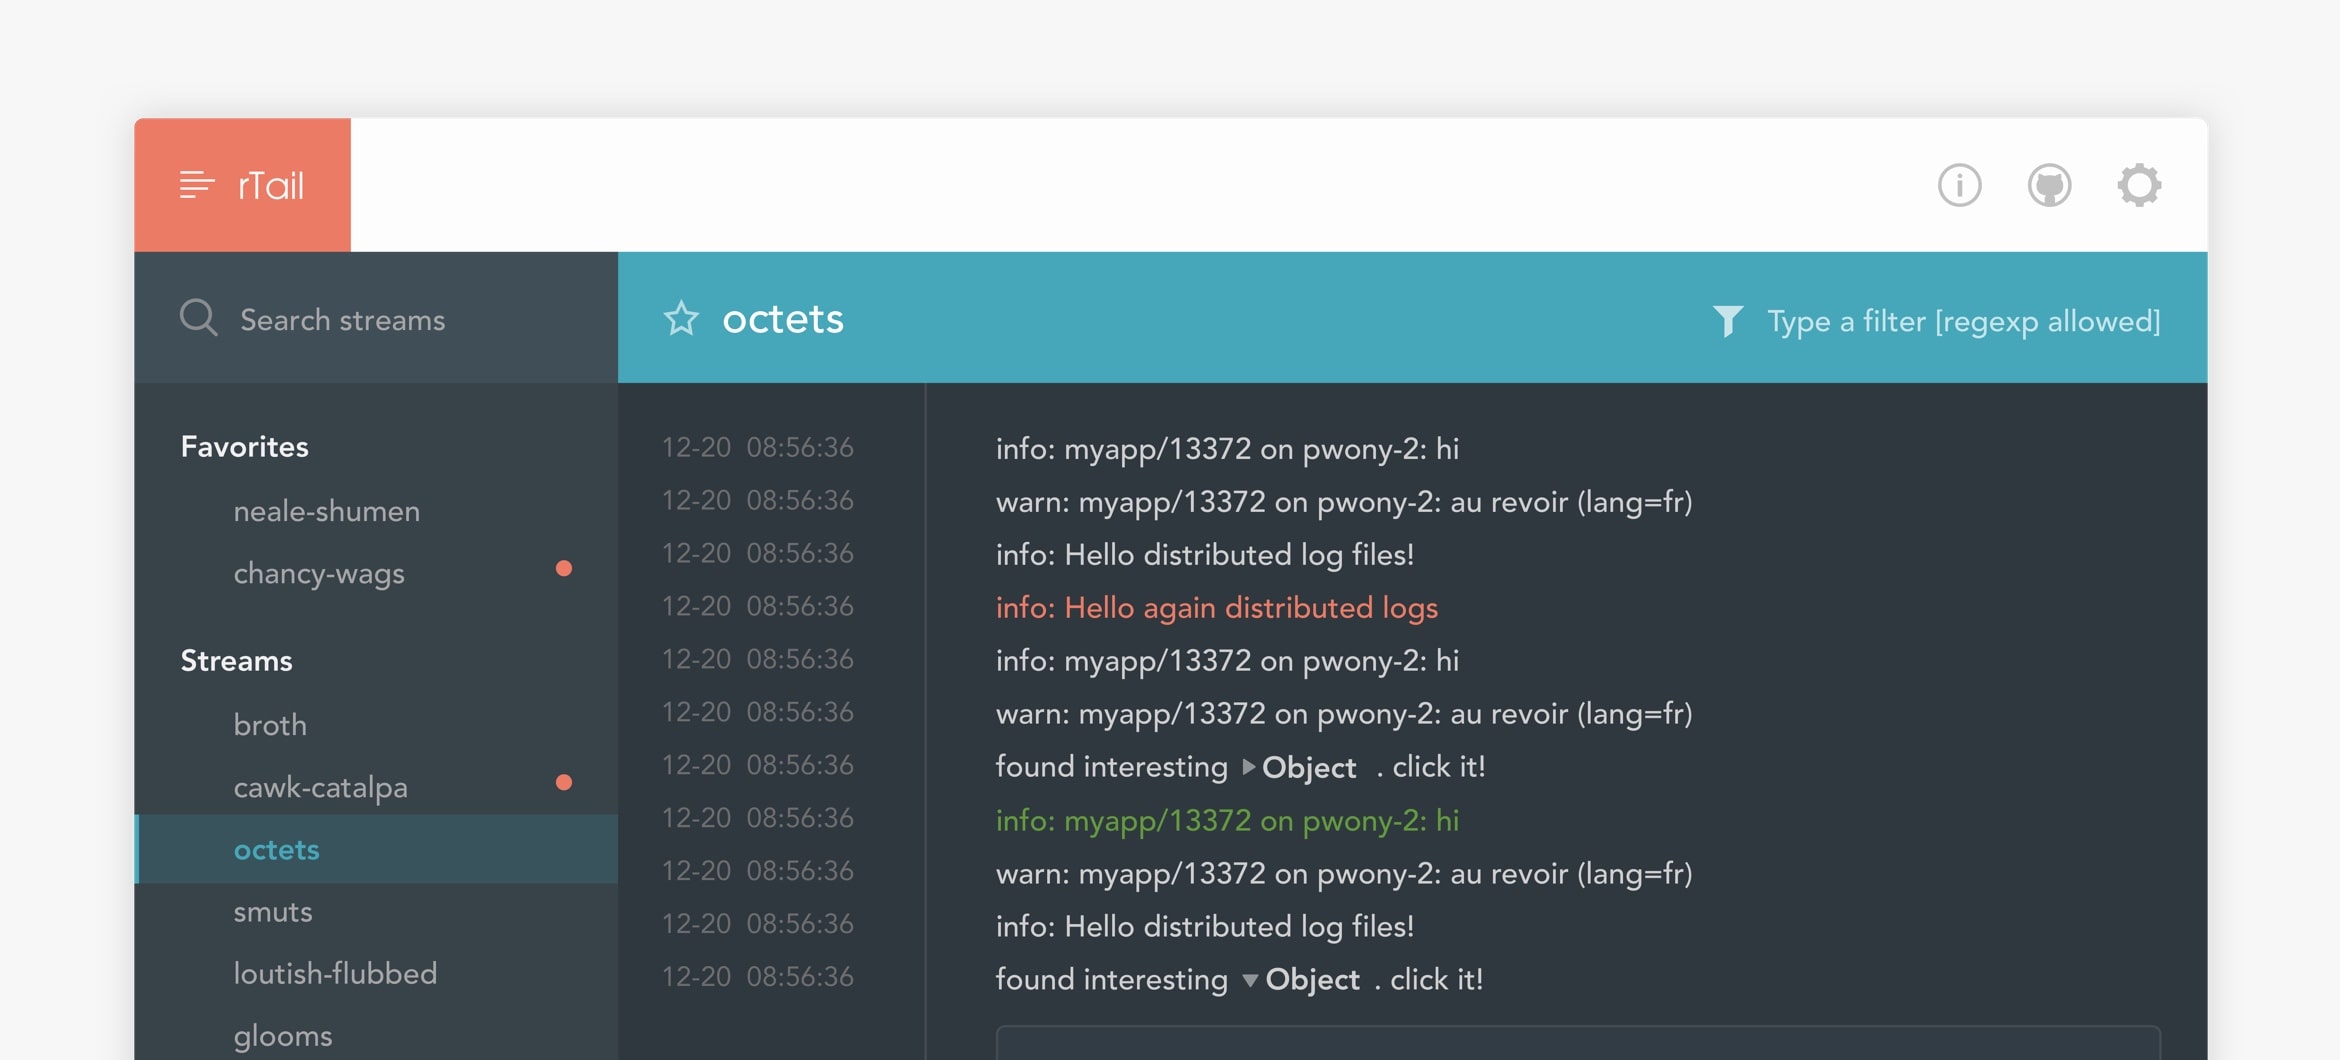 rTail
Search streams
octets
Type a filter [regexp allowed]
Favorites
neale-shumen
chancy-wags
Streams
broth
cawk-catalpa
octets
smuts
loutish-flubbed
glooms
12-20 08:56:36 info: myapp/13372 on pwony-2: hi
12-20 08:56:36 warn: myapp/13372 on pwony-2: au revoir (lang=fr)
12-20 08:56:36 info: Hello distributed log files!
12-20 08:56:36 info: Hello again distributed logs
12-20 08:56:36 info: myapp/13372 on pwony-2: hi
12-20 08:56:36 warn: myapp/13372 on pwony-2: au revoir (lang=fr)
12-20 08:56:36 found interesting ▶ Object . click it!
12-20 08:56:36 info: myapp/13372 on pwony-2: hi
12-20 08:56:36 warn: myapp/13372 on pwony-2: au revoir (lang=fr)
12-20 08:56:36 info: Hello distributed log files!
12-20 08:56:36 found interesting ▼ Object . click it!